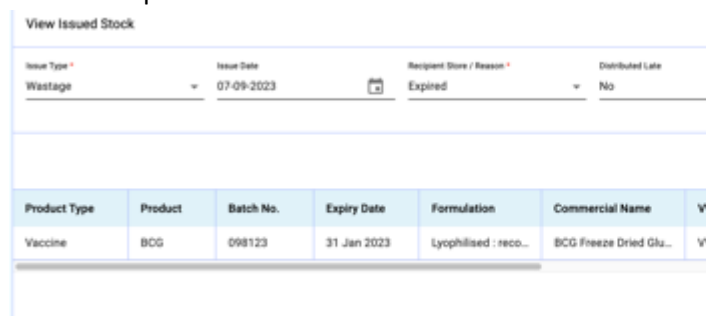 View Issued Stock
Issue Type * Issue Date Recipient Store / Reason * Distributed Late
Wastage 07-09-2023 Expired No
Product Type Product Batch No. Expiry Date Formulation Commercial Name
Vaccine BCG 098123 31 Jan 2023 Lyophilised : reco... BCG Freeze Dried Glu...